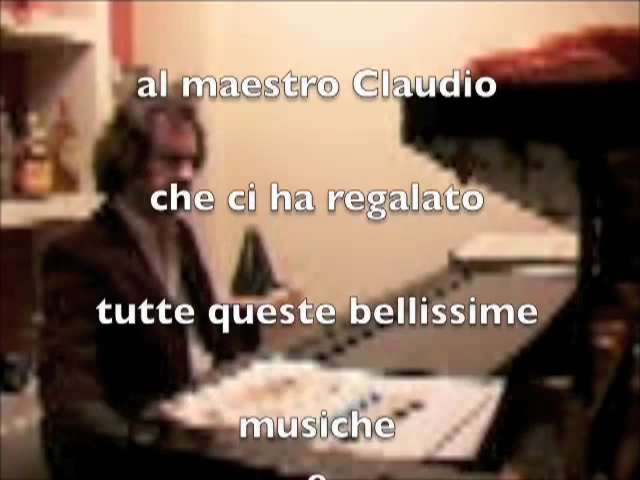 al maestro Claudio
che ci ha regalato
tutte queste bellissime
musiche